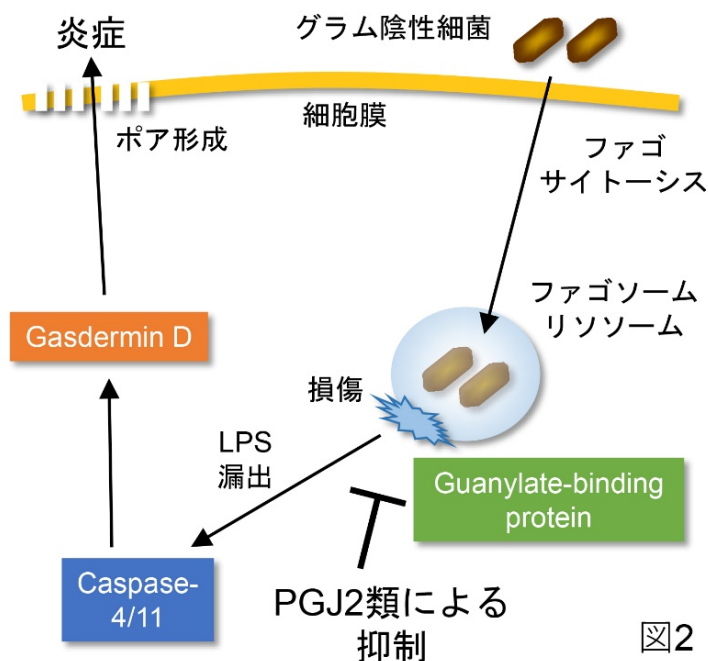 炎症
グラム陰性細菌
ポア形成
細胞膜
ファゴ
サイトーシス
ファゴソーム
リソソーム
Gasdermin D
損傷
LPS
漏出
Guanylate-binding
protein
Caspase-
4/11
PGJ2類による
抑制
図2